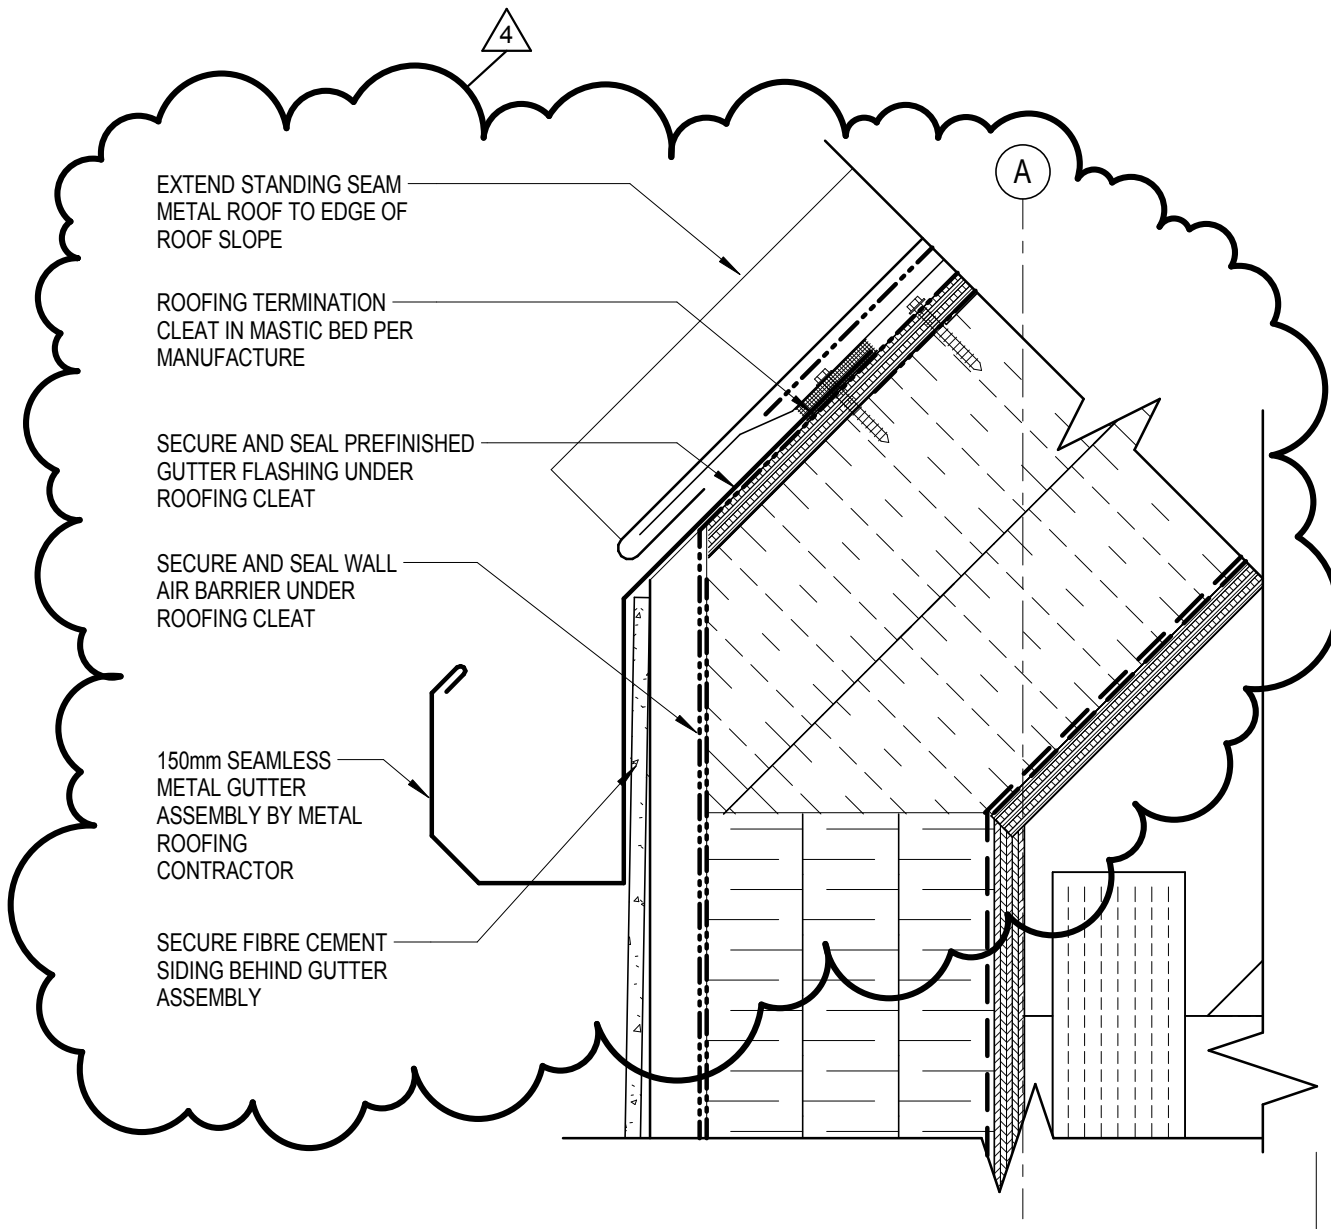 4
A
EXTEND STANDING SEAM
METAL ROOF TO EDGE OF
ROOF SLOPE
ROOFING TERMINATION
CLEAT IN MASTIC BED PER
MANUFACTURE
SECURE AND SEAL PREFINISHED
GUTTER FLASHING UNDER
ROOFING CLEAT
SECURE AND SEAL WALL
AIR BARRIER UNDER
ROOFING CLEAT
150mm SEAMLESS
METAL GUTTER
ASSEMBLY BY METAL
ROOFING
CONTRACTOR
SECURE FIBRE CEMENT
SIDING BEHIND GUTTER
ASSEMBLY